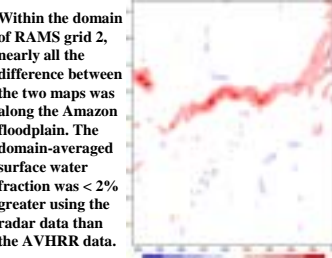 Within the domain
of RAMS grid 2,
nearly all the
difference between
the two maps was
along the Amazon
floodplain. The
domain-averaged
surface water
fraction was < 2%
greater using the
radar data than
the AVHRR data.